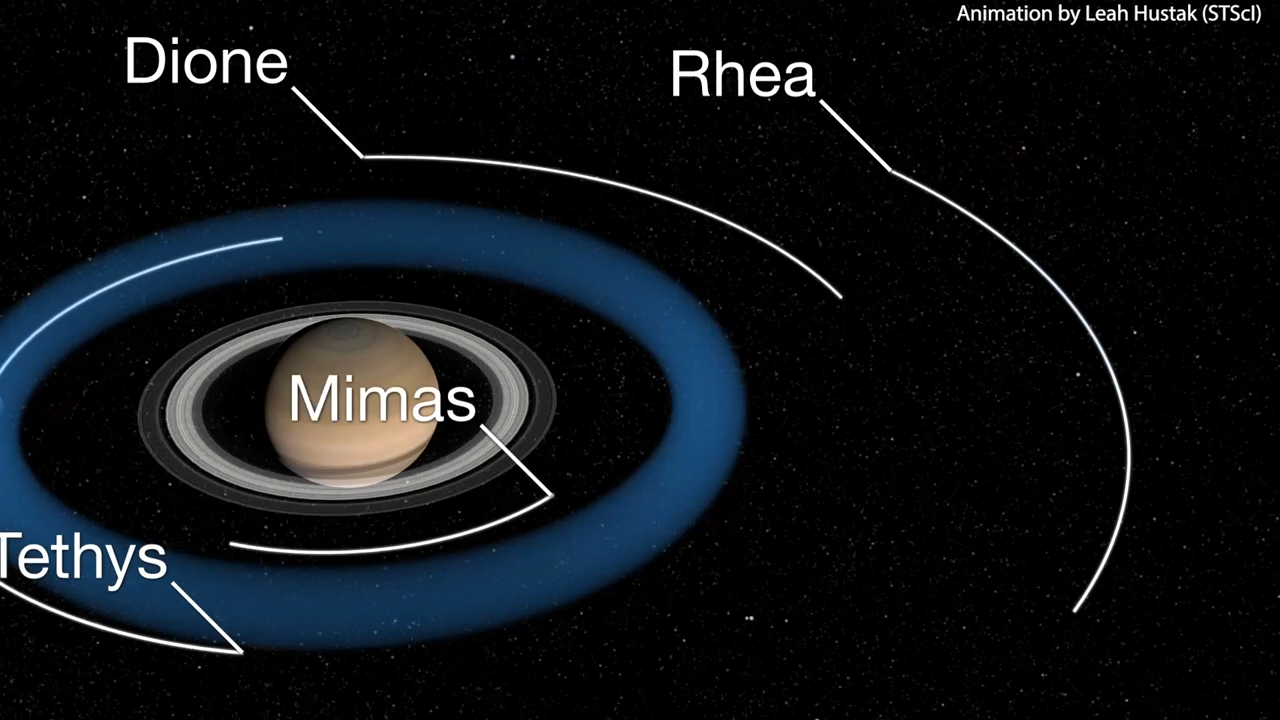 Animation by Leah Hustak (STScI)
Dione
Rhea
Mimas
Tethys